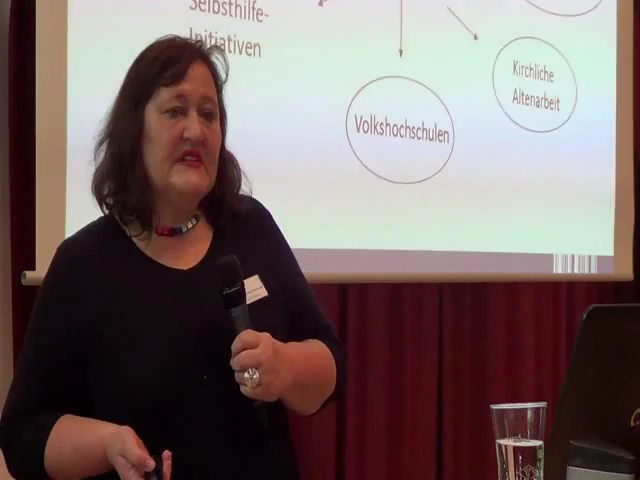 Selbsthilfe-
Initiativen
Volkshochschulen
Kirchliche
Altenarbeit